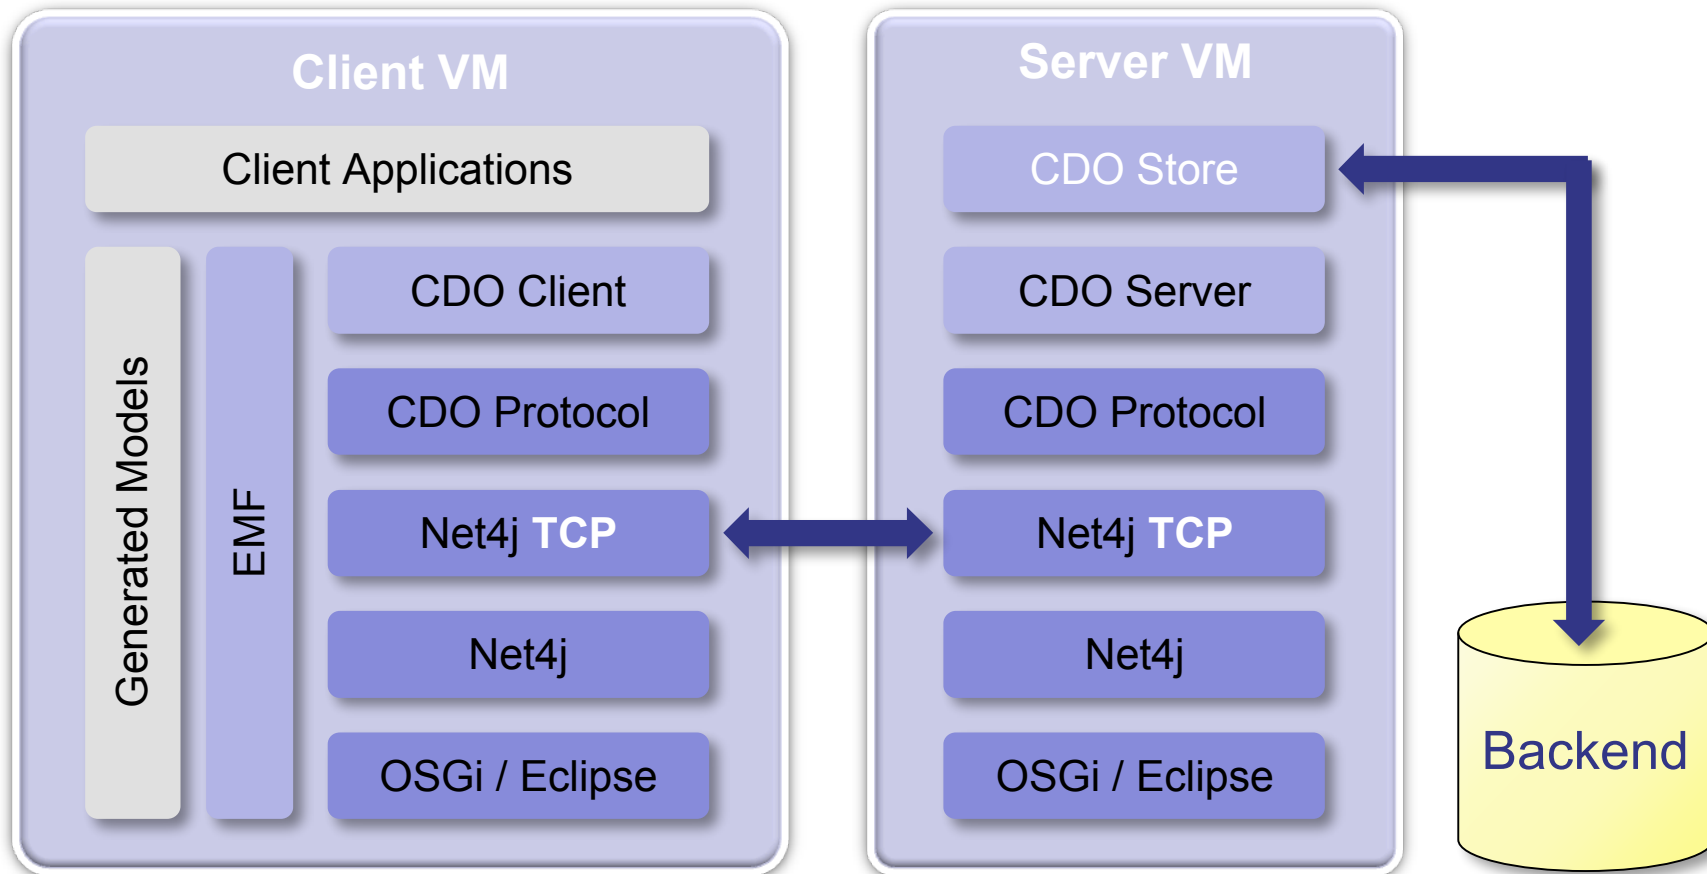 Client VM
Client Applications
Generated Models
EMF
CDO Client
CDO Protocol
Net4j TCP
Net4j
OSGi / Eclipse
Server VM
CDO Store
CDO Server
CDO Protocol
Net4j TCP
Net4j
OSGi / Eclipse
Backend